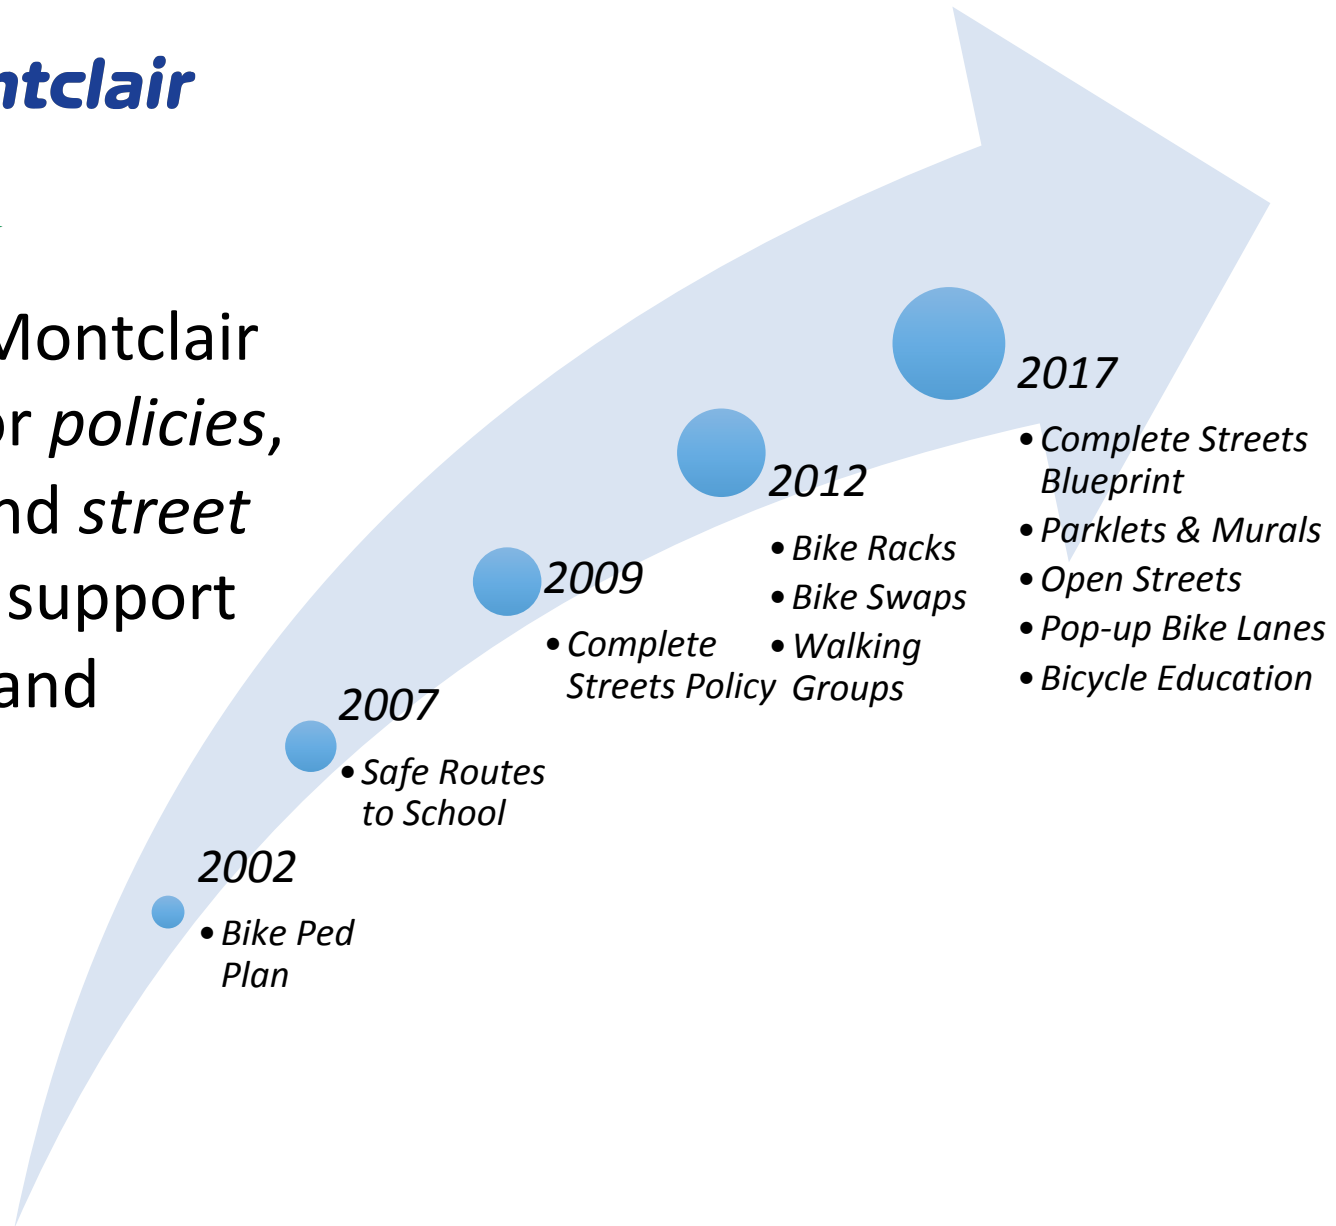 ntclair
Montclair
or policies,
nd street
support
and
2002
• Bike Ped
Plan
2007
• Safe Routes
to School
2009
• Complete
Streets Policy
2012
• Bike Racks
• Bike Swaps
• Walking
Groups
2017
• Complete Streets
Blueprint
• Parklets & Murals
• Open Streets
• Pop-up Bike Lanes
• Bicycle Education